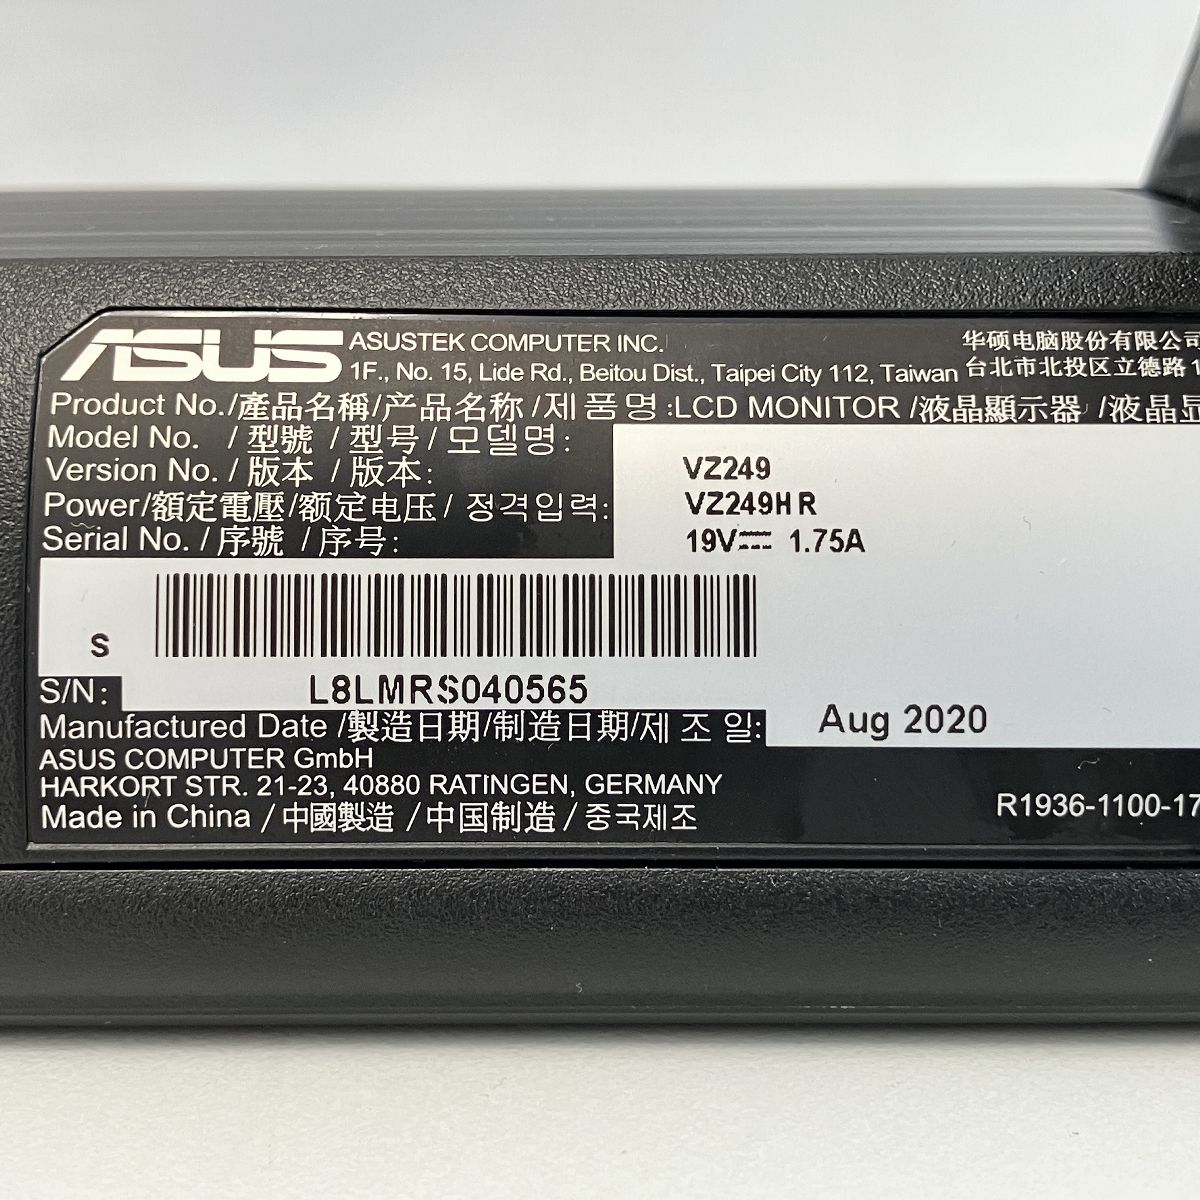 ASUS
ASUSTEK COMPUTER INC. 华硕电脑股份有限公司
1F., No. 15, Lide Rd., Beitou Dist., Taipei City 112, Taiwan 台北市北投区立德路1
Product No./產品名稱/产品名称/제품명:LCD MONITOR /液晶顯示器 /液晶显
Model No. / 型號 / 型号 / 모델명: VZ249
Version No. / 版本 / 版本: VZ249HR
Power/額定電壓/额定电压/ 정격입력: 19V⎓ 1.75A
Serial No. / 序號 / 序号:
S
S/N: L8LMRS040565
Manufactured Date /製造日期/制造日期/제 조 일: Aug 2020
ASUS COMPUTER GmbH
HARKORT STR. 21-23, 40880 RATINGEN, GERMANY
Made in China / 中國製造 / 中国制造 / 중국제조 R1936-1100-17